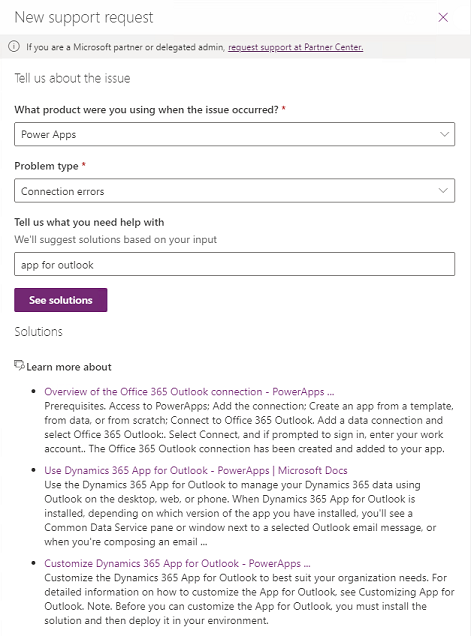 New support request
If you are a Microsoft partner or delegated admin, request support at Partner Center.
Tell us about the issue
What product were you using when the issue occurred? *
Power Apps
Problem type *
Connection errors
Tell us what you need help with
We'll suggest solutions based on your input
app for outlook
See solutions
Solutions
Learn more about
Overview of the Office 365 Outlook connection - PowerApps ...
Prerequisites. Access to PowerApps; Add the connection; Create an app from a template,
from data, or from scratch; Connect to Office 365 Outlook. Add a data connection and
select Office 365 Outlook:. Select Connect, and if prompted to sign in, enter your work
account.. The Office 365 Outlook connection has been created and added to your app.
Use Dynamics 365 App for Outlook - PowerApps | Microsoft Docs
Use the Dynamics 365 App for Outlook to manage your Dynamics 365 data using
Outlook on the desktop, web, or phone. When Dynamics 365 App for Outlook is
installed, depending on which version of the app you have installed, you'll see a
Common Data Service pane or window next to a selected Outlook email message, or
when you're composing an email ...
Customize Dynamics 365 App for Outlook - PowerApps ...
Customize the Dynamics 365 App for Outlook to best suit your organization needs. For
detailed information on how to customize the App for Outlook, see Customizing App for
Outlook. Note. Before you can customize the App for Outlook, you must install the
solution and then deploy it in your environment.